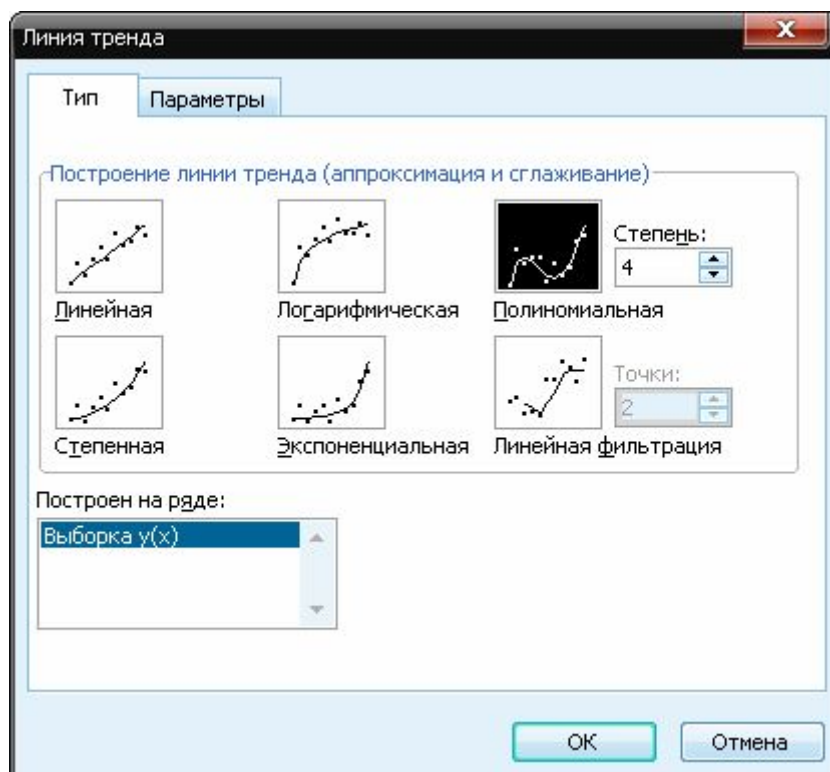 Линия тренда
Тип Параметры
Построение линии тренда (аппроксимация и сглаживание)
Степень:
4
Линейная Логарифмическая Полиномиальная
Точки:
2
Степенная Экспоненциальная Линейная фильтрация
Построен на ряде:
Выборка y(x)
OK Отмена